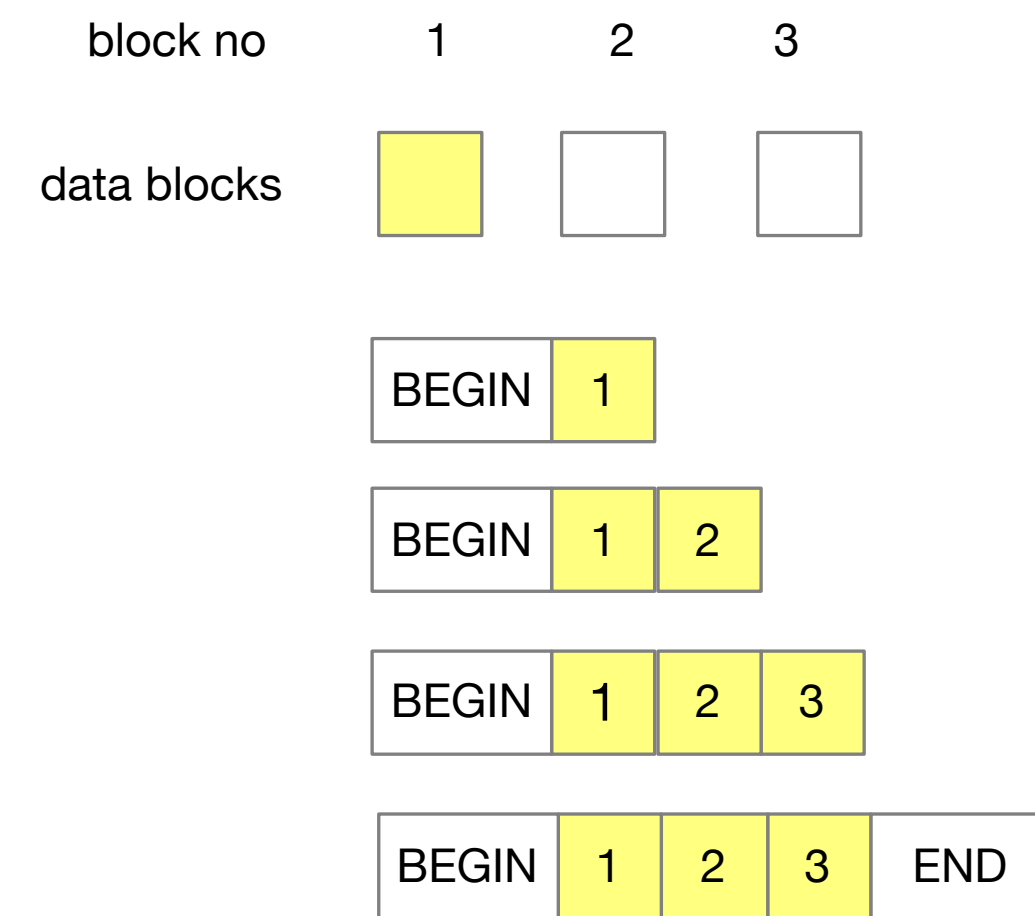 block no 1 2 3
data blocks
BEGIN 1
BEGIN 1 2
BEGIN 1 2 3
BEGIN 1 2 3 END